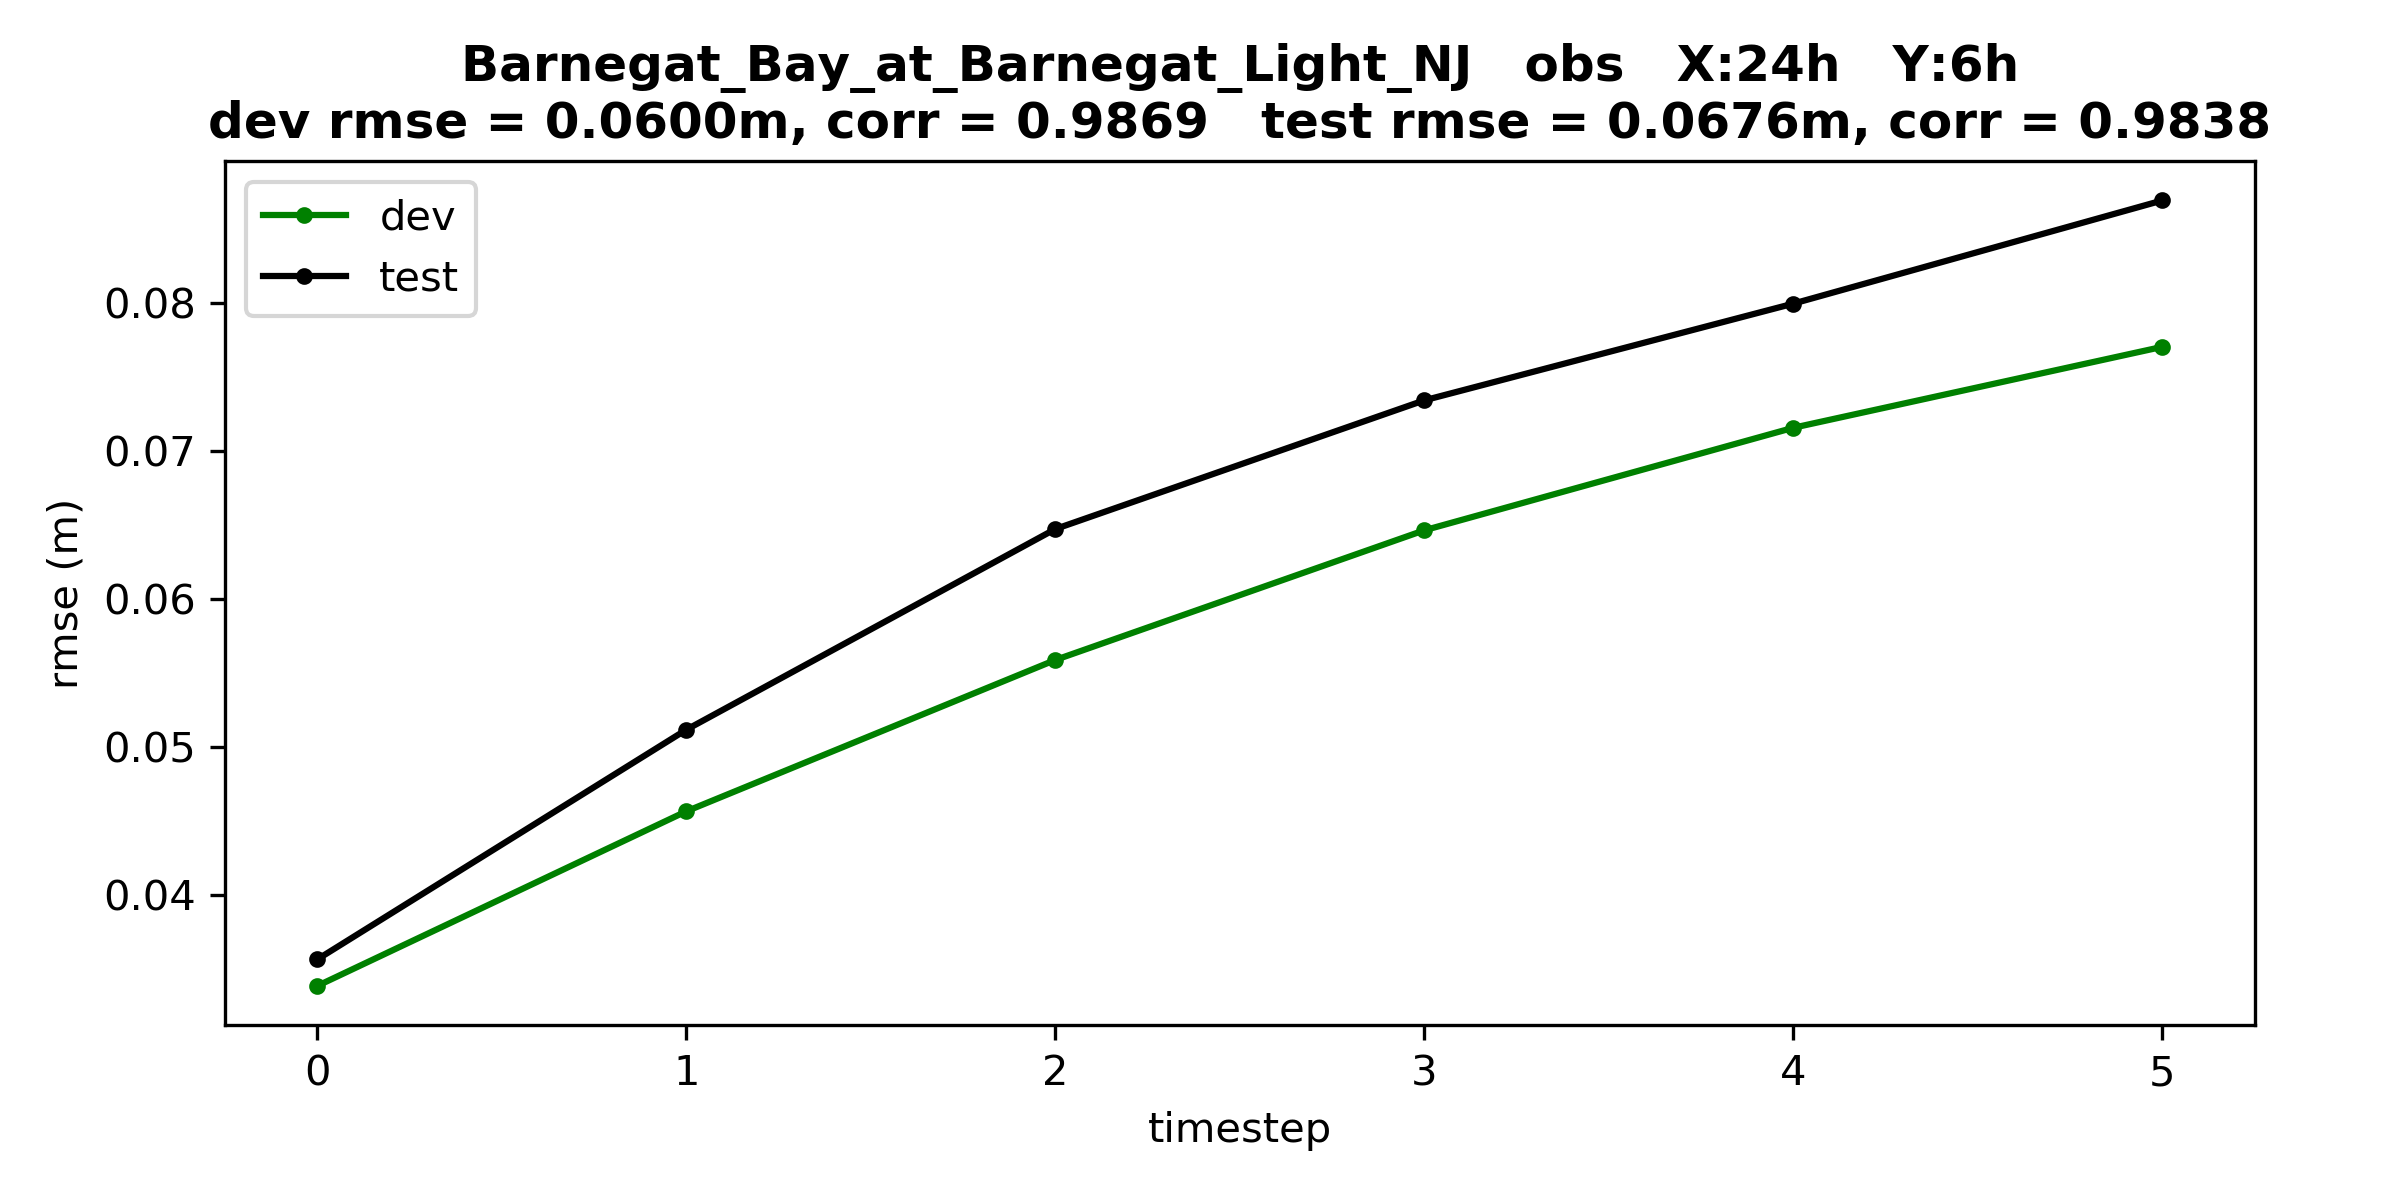 Barnegat_Bay_at_Barnegat_Light_NJ   obs   X:24h   Y:6h
dev rmse = 0.0600m, corr = 0.9869   test rmse = 0.0676m, corr = 0.9838
dev
test
0.08
0.07
0.06
0.05
0.04
rmse (m)
0 1 2 3 4 5
timestep